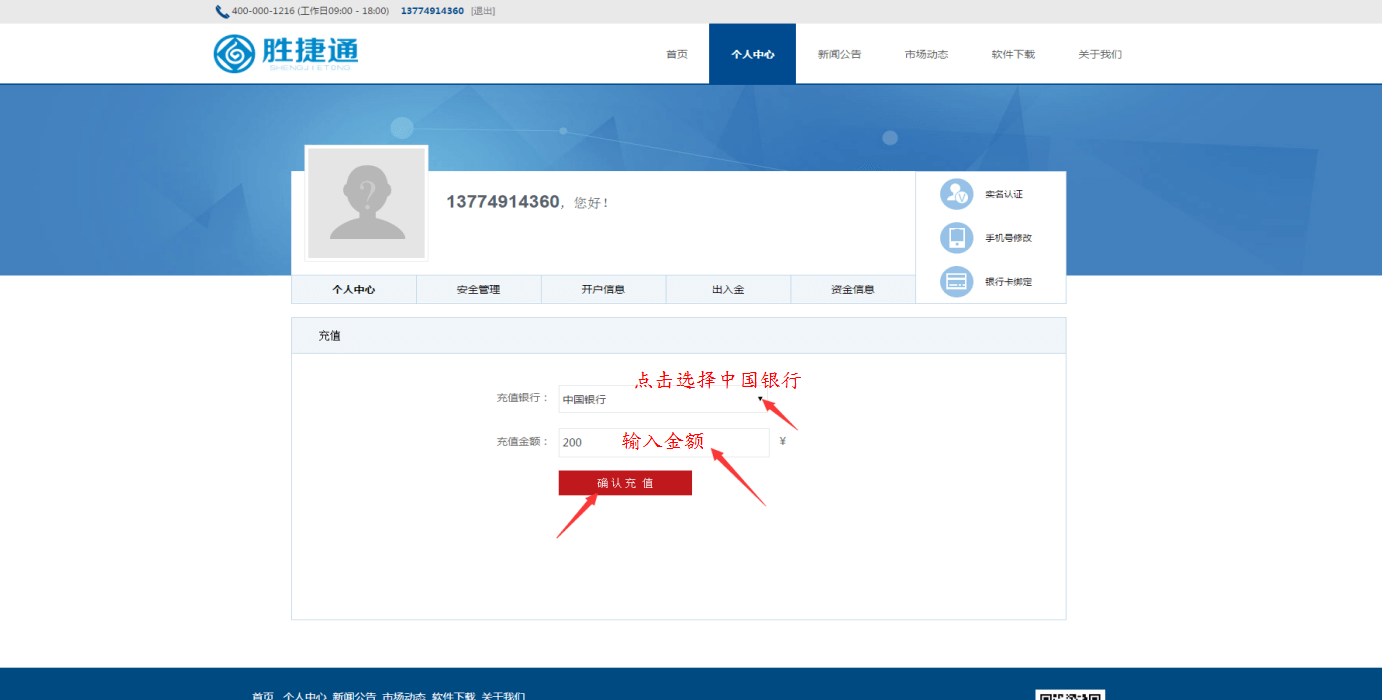 400-000-1216 (工作日09:00 - 18:00) 13774914360 [退出]
胜捷通
SHENGJIETONG
首页 个人中心 新闻公告 市场动态 软件下载 关于我们
13774914360，您好！
实名认证
手机号修改
银行卡绑定
个人中心 安全管理 开户信息 出入金 资金信息
充值
点击选择中国银行
充值银行： 中国银行
充值金额： 200 输入金额 ¥
确认充 值
首页 个人中心 新闻公告 市场动态 软件下载 关于我们